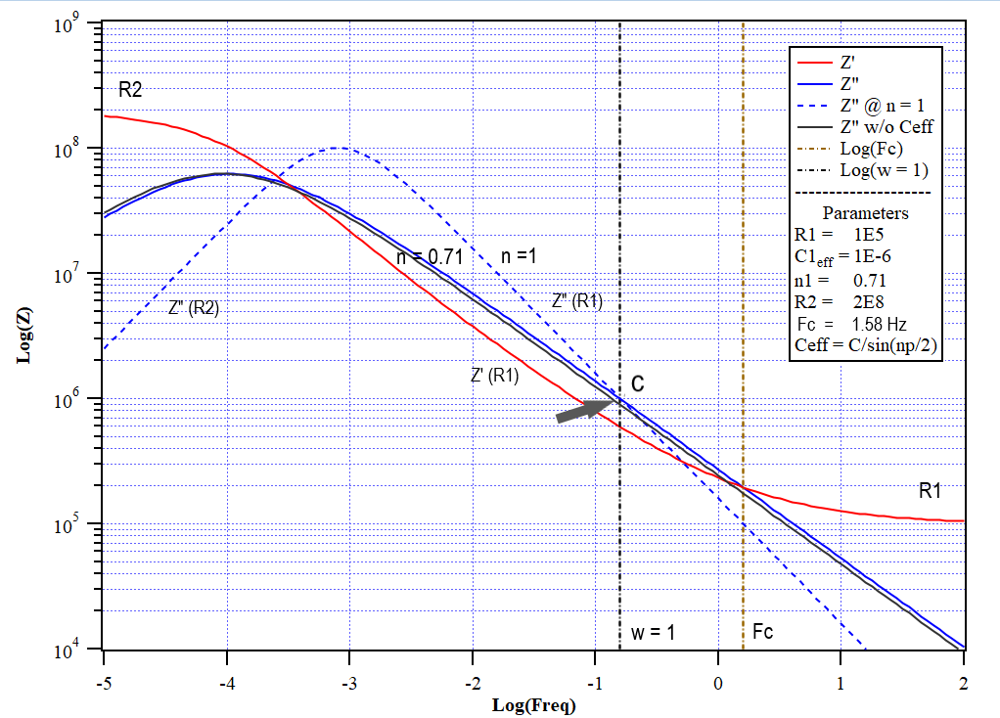 10^9
R2
Z'
Z"
Z" @ n = 1
Z" w/o Ceff
Log(Fc)
Log(w = 1)
Parameters
R1 = 1E5
C1eff = 1E-6
n1 = 0.71
R2 = 2E8
Fc = 1.58 Hz
Ceff = C/sin(np/2)
10^8
n = 0.71
n =1
10^7
Z" (R2)
Z" (R1)
Log(Z)
Z' (R1)
C
10^6
R1
10^5
w = 1
Fc
10^4
-5 -4 -3 -2 -1 0 1 2
Log(Freq)